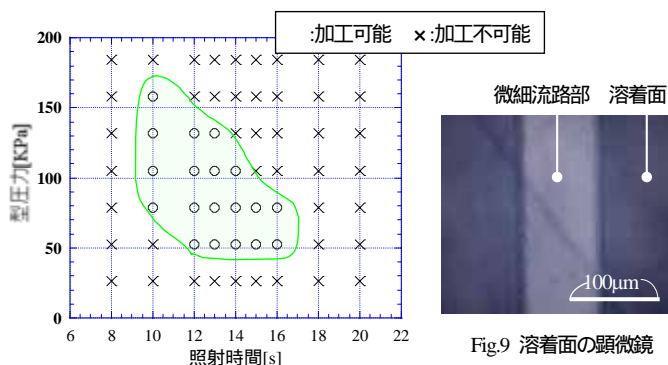 :加工可能 ×:加工不可能
200
150
100
50
0
型圧力[KPa]
6 8 10 12 14 16 18 20 22
照射時間[s]
微細流路部 溶着面
100μm
Fig.9 溶着面の顕微鏡